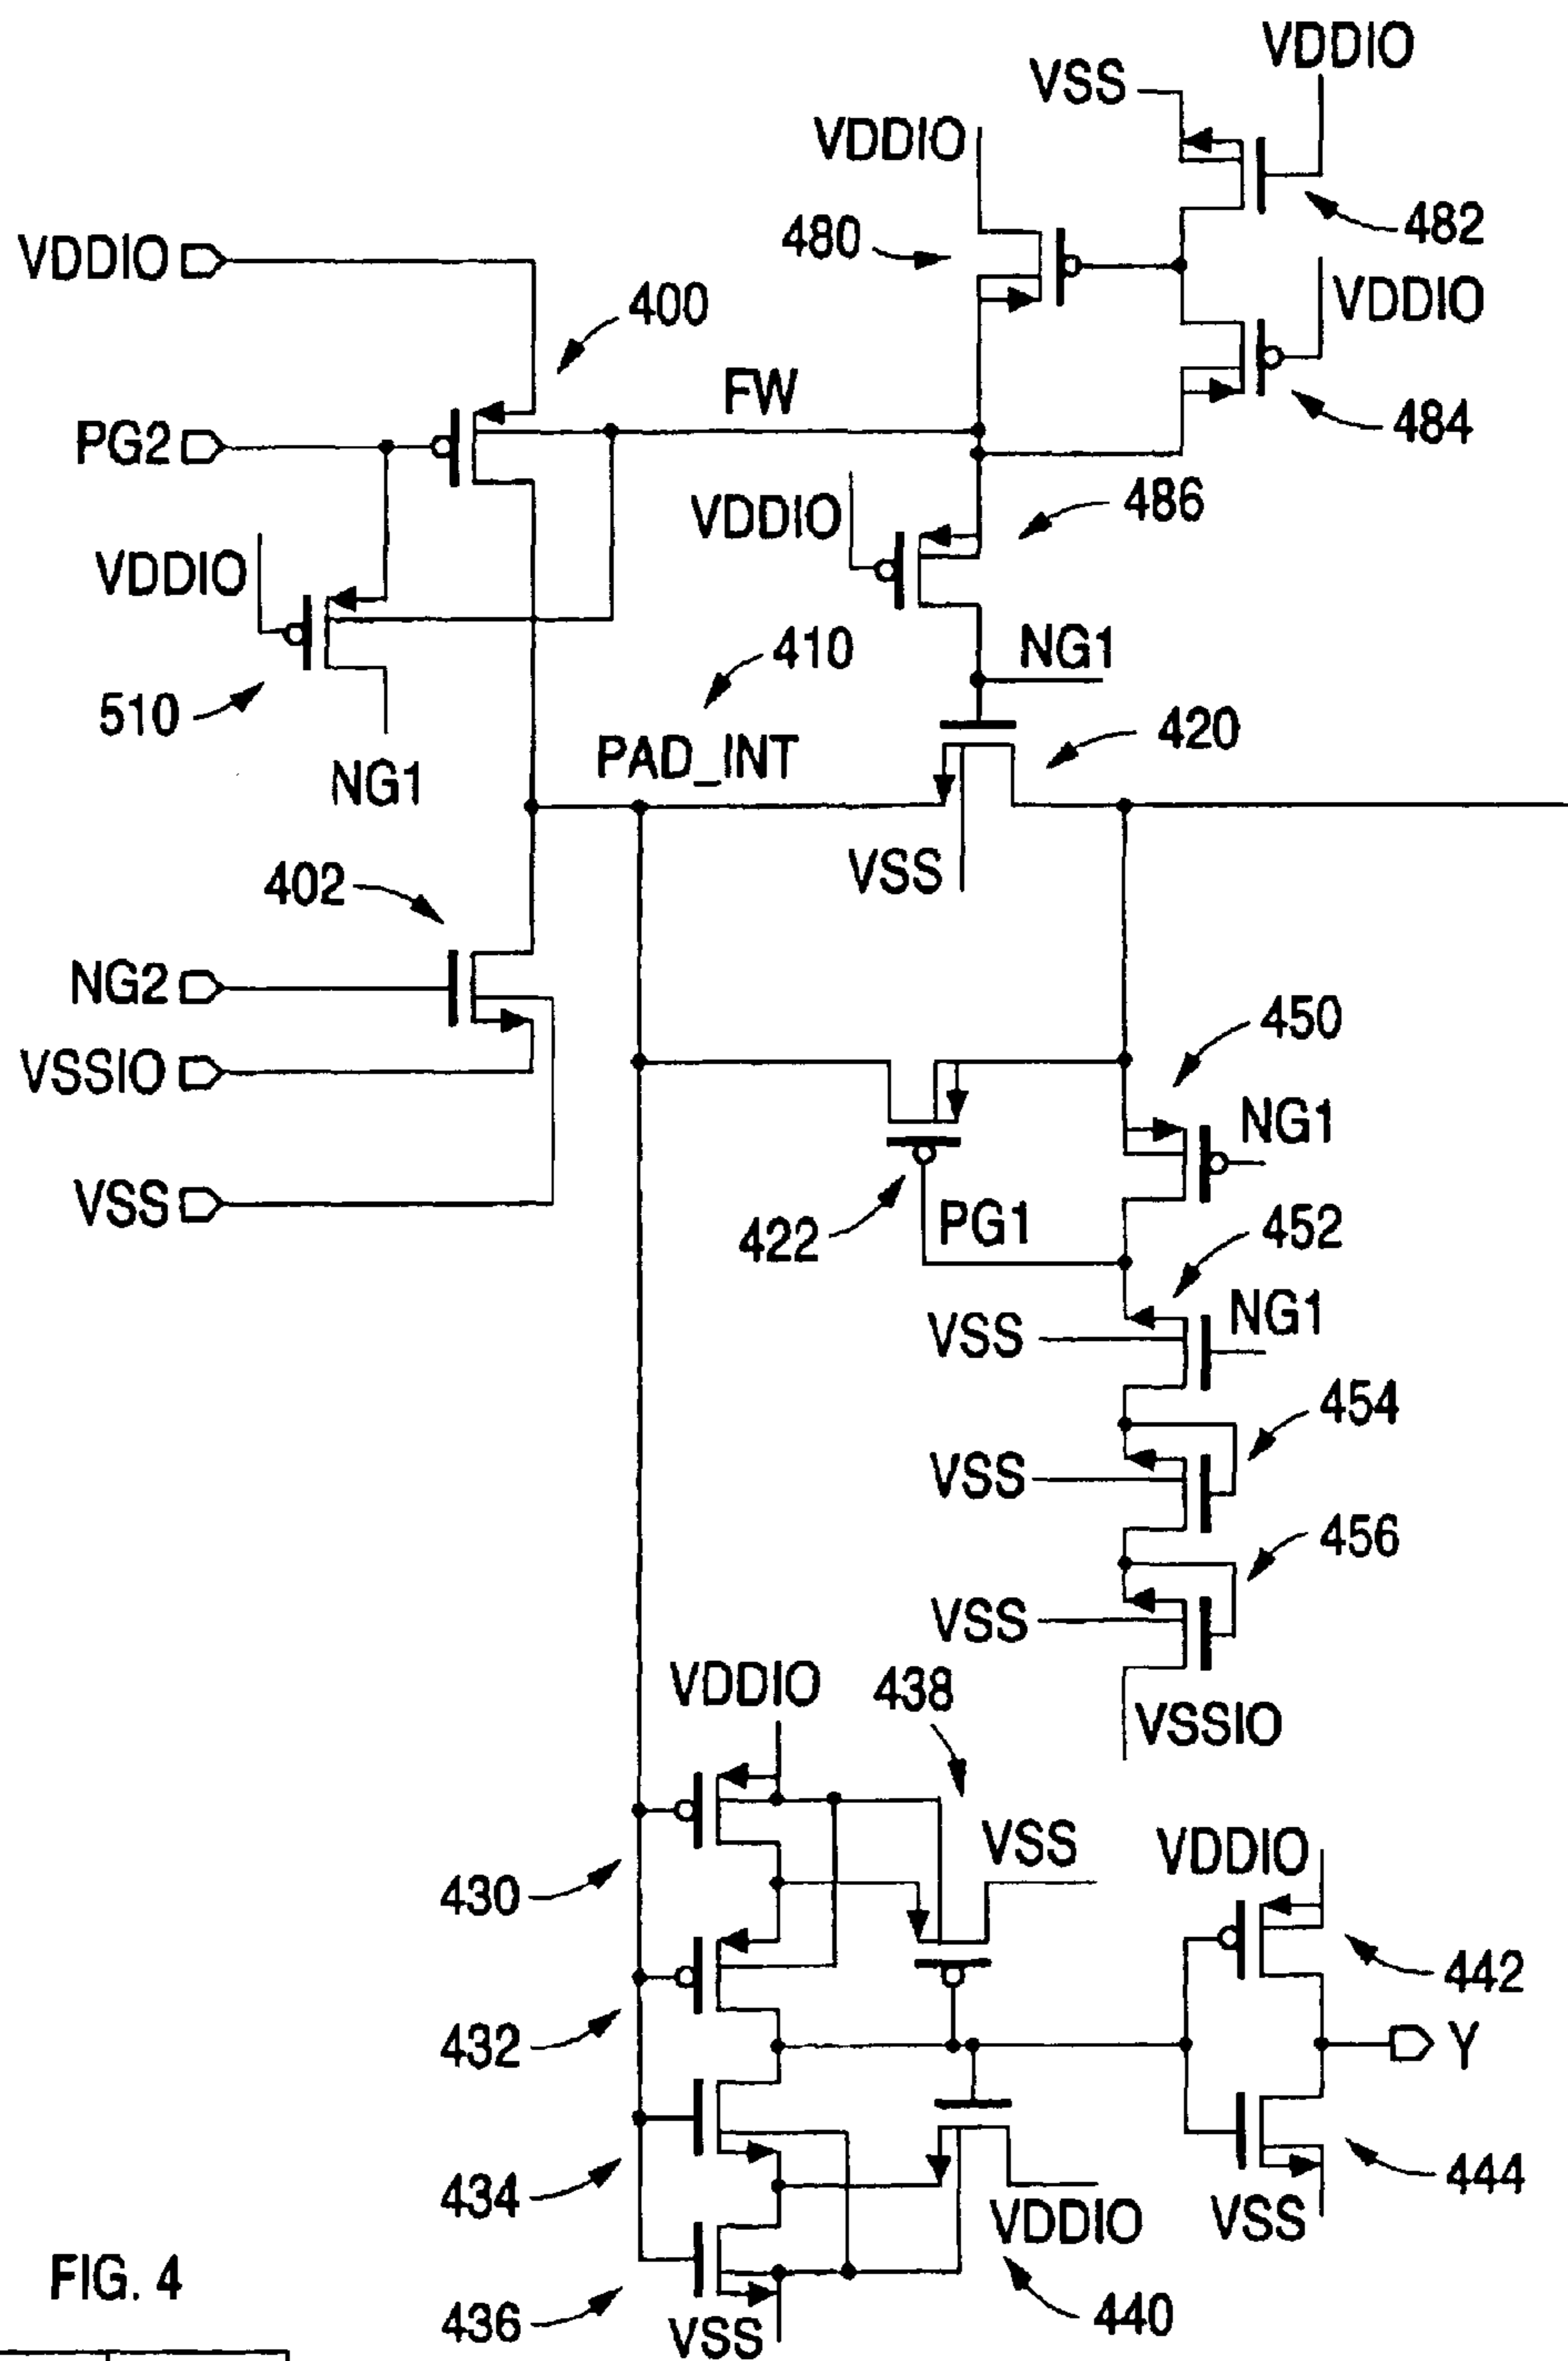 VDDIO
VSS
VDDIO
480
482
VDDIO
VDDIO
400
FW
PG2
484
486
VDDIO
VDDIO
410
NG1
510
420
PAD_INT
NG1
VSS
402
NG2
450
VSSIO
NG1
VSS
422
PG1
452
NG1
VSS
454
VSS
456
VSS
VDDIO
438
VSSIO
VSS
VDDIO
430
442
432
Y
434
444
VDDIO
VSS
FIG. 4
436
VSS
440